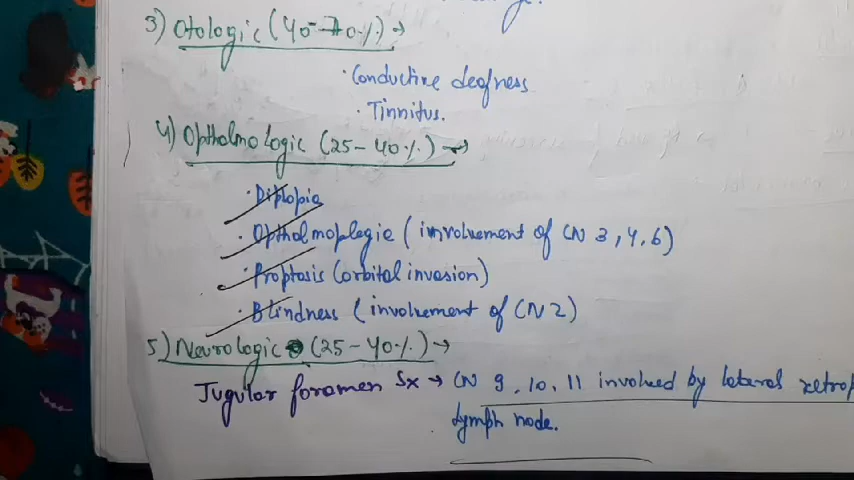 3) Otologic (40-70%) →
· Conductive deafness
· Tinnitus.
4) Opthalmologic (25-40%) →
· Diplopia
· Opthalmoplegia (involvement of CN 3, 4, 6)
· Proptosis (orbital invasion)
· Blindness (involvement of CN 2)
5) Neurologic (25-40%) →
Jugular foramen Sx → CN 9, 10, 11 involved by lateral retrop
lymph node.